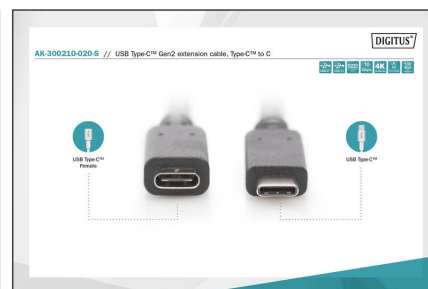 DIGITUS®
AK-300210-020-S // USB Type-C™ Gen2 extension cable, Type-C™ to C
10
4K
USB Type-C™
Female
USB Type-C™